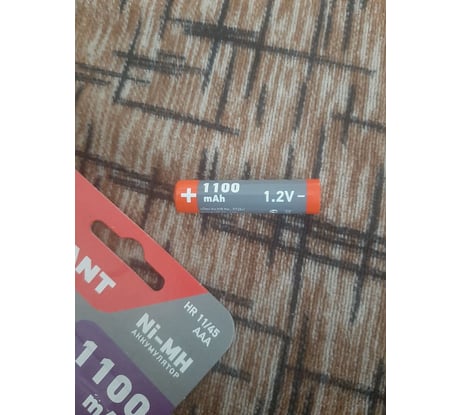 + 1100
mAh
1.2V –
ANT
HR 11/45
AAA
Ni-MH
АККУМУЛЯТОР
1100